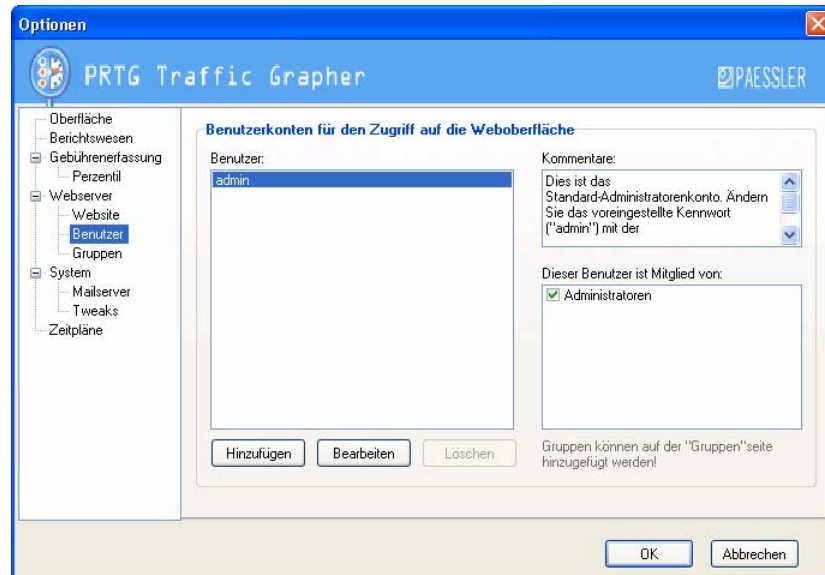 Optionen
PRTG Traffic Grapher
PAESSLER
Oberfläche
Berichtswesen
Gebührenerfassung
Perzentil
Webserver
Website
Benutzer
Gruppen
System
Mailserver
Tweaks
Zeitpläne
Benutzerkonten für den Zugriff auf die Weboberfläche
Benutzer:
admin
Hinzufügen
Bearbeiten
Löschen
Kommentare:
Dies ist das
Standard-Administratorenkonto. Ändern
Sie das voreingestellte Kennwort
("admin") mit der
Dieser Benutzer ist Mitglied von:
Administratoren
Gruppen können auf der "Gruppen"seite
hinzugefügt werden!
OK
Abbrechen